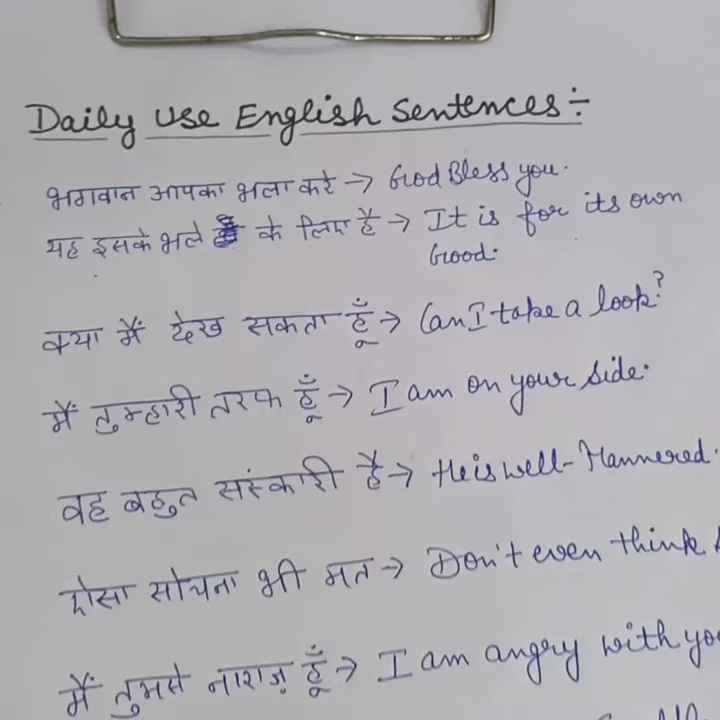 Daily Use English Sentences ÷
भगवान आपका भला करे → God Bless you.
यह इसके भले के लिए है → It is for its own
Good.
क्या मैं देख सकता हूँ → Can I take a look?
मैं तुम्हारी तरफ हूँ → I am on your side.
वह बहुत संस्कारी है → He is well-Mannered.
ऐसा सोचना भी मत → Don't even think
मैं तुमसे नाराज़ हूँ → I am angry with you